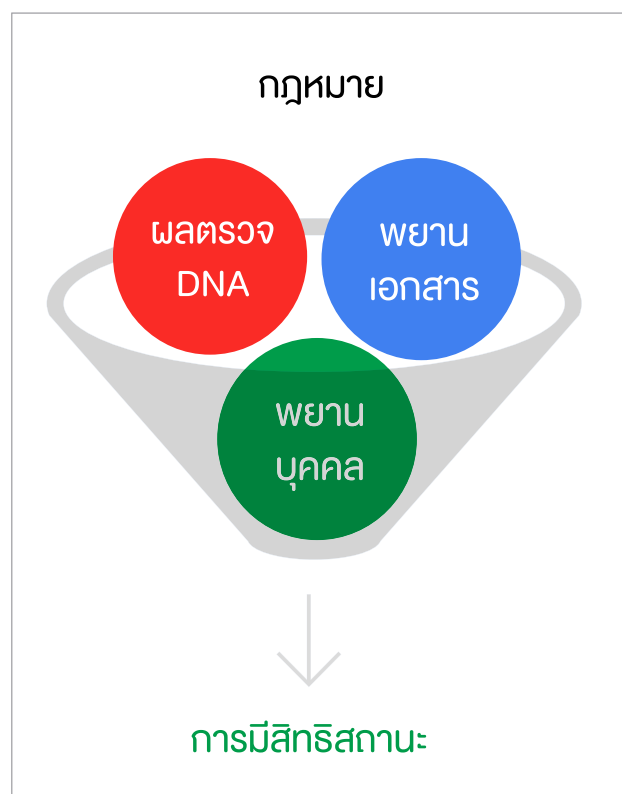 กฎหมาย
ผลตรวจ
DNA
พยาน
เอกสาร
พยาน
บุคคล
การมีสิทธิสถานะ